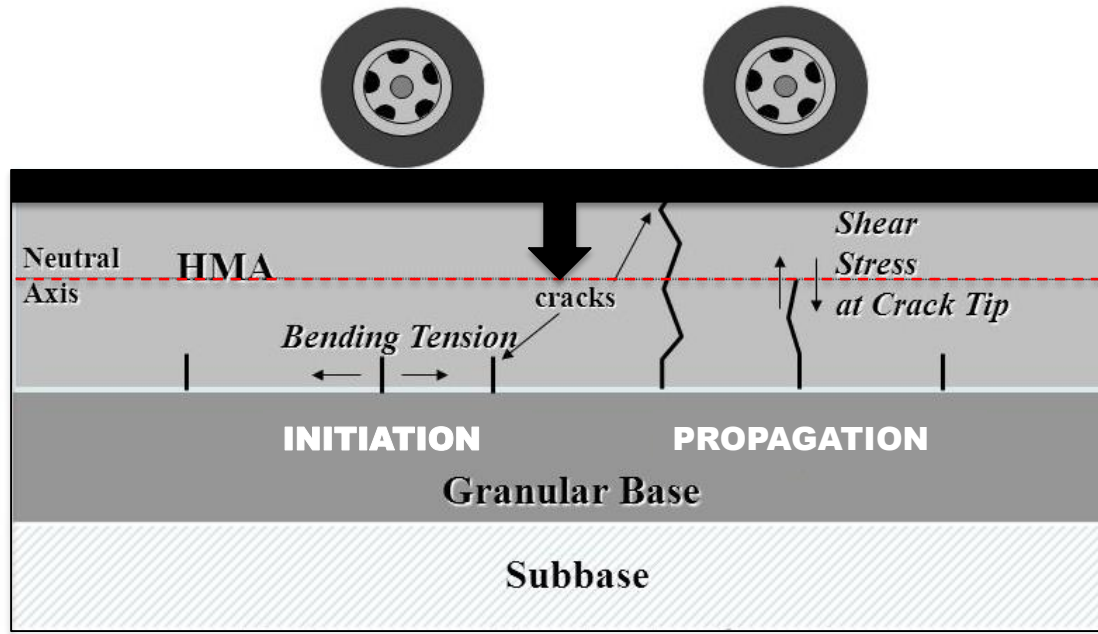 Neutral
Axis
HMA
Bending Tension
cracks
Shear
Stress
at Crack Tip
INITIATION
PROPAGATION
Granular Base
Subbase